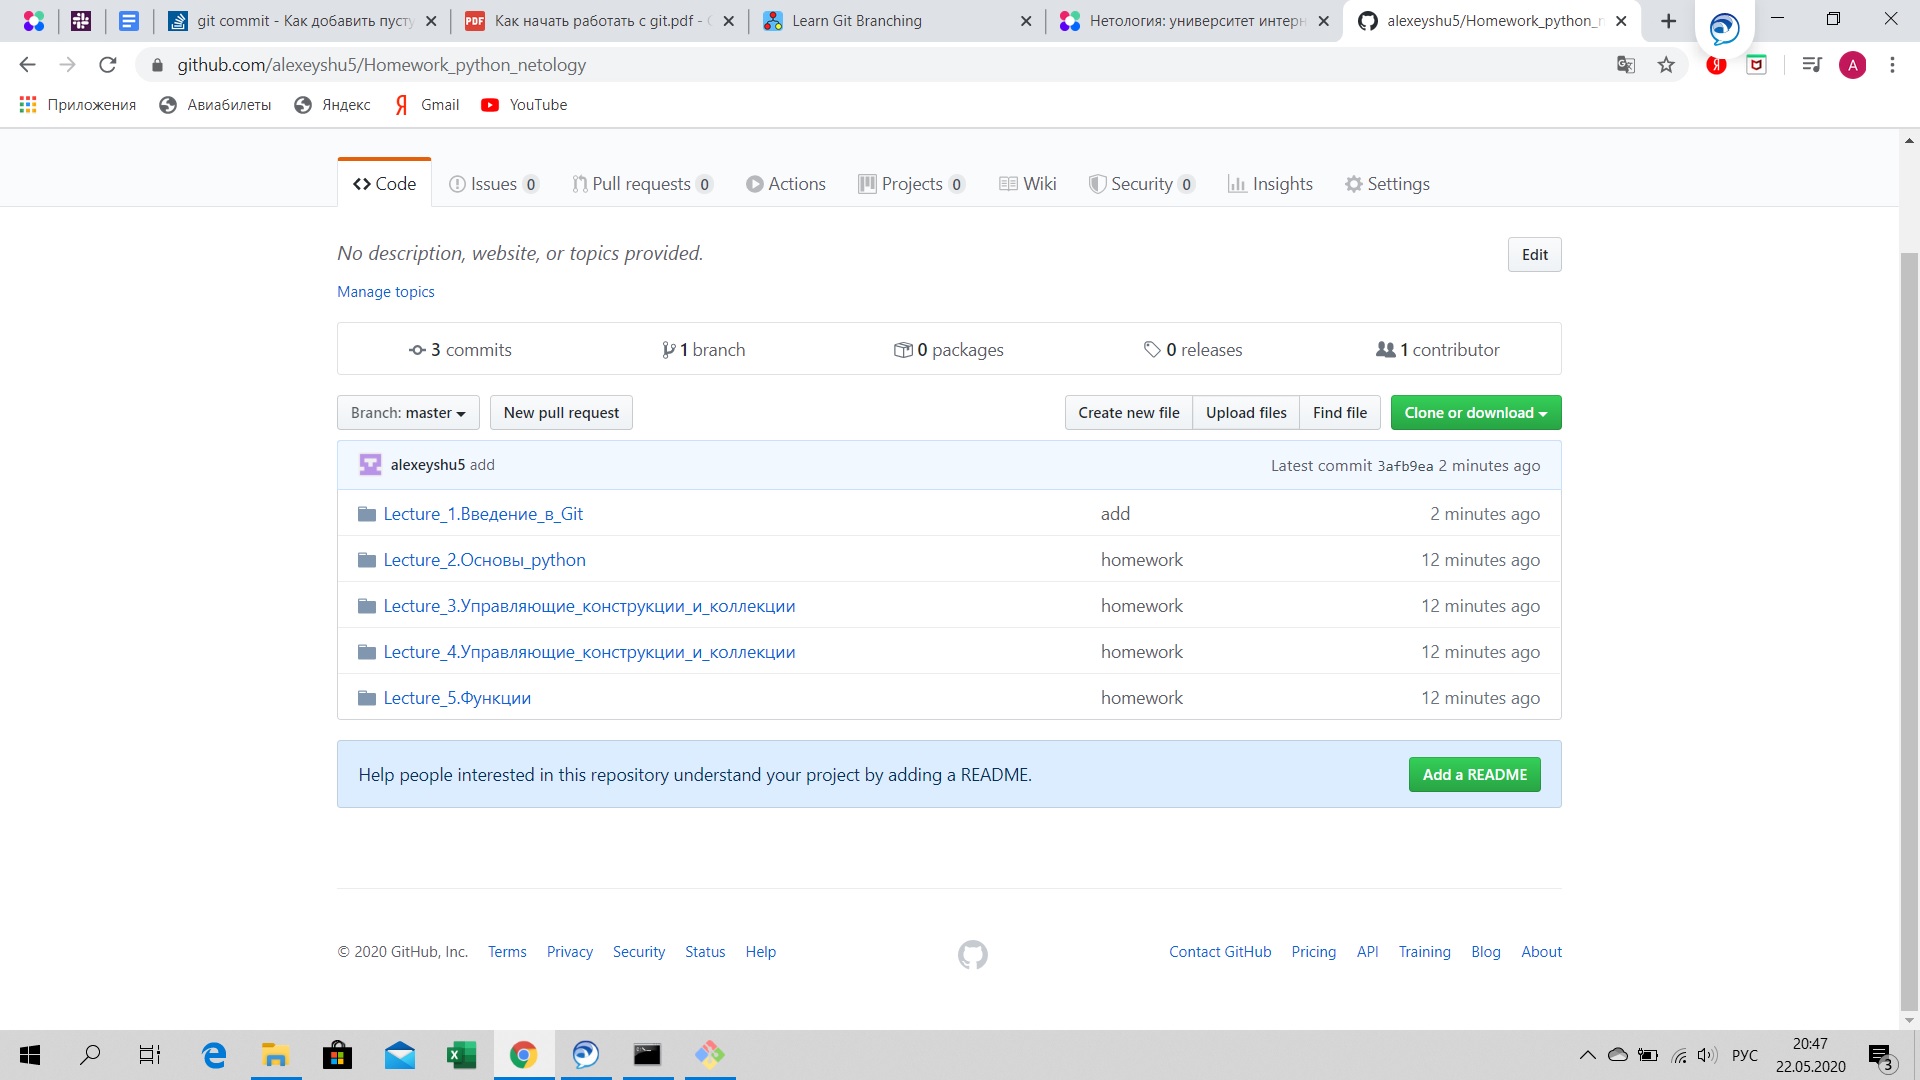 git commit - Как добавить пусту
PDF
Как начать работать с git.pdf -
Learn Git Branching
Нетология: университет интерн
alexeyshu5/Homework_python_n
github.com/alexeyshu5/Homework_python_netology
Я
A
Приложения
Авиабилеты
Яндекс
Я
Gmail
YouTube
Code
Issues 0
Pull requests 0
Actions
Projects 0
Wiki
Security 0
Insights
Settings
No description, website, or topics provided.
Edit
Manage topics
3 commits
1 branch
0 packages
0 releases
1 contributor
Branch: master
New pull request
Create new file
Upload files
Find file
Clone or download
alexeyshu5 add
Latest commit 3afb9ea 2 minutes ago
Lecture_1.Введение_в_Git add 2 minutes ago
Lecture_2.Основы_python homework 12 minutes ago
Lecture_3.Управляющие_конструкции_и_коллекции homework 12 minutes ago
Lecture_4.Управляющие_конструкции_и_коллекции homework 12 minutes ago
Lecture_5.Функции homework 12 minutes ago
Help people interested in this repository understand your project by adding a README.
Add a README
© 2020 GitHub, Inc.
Terms
Privacy
Security
Status
Help
Contact GitHub
Pricing
API
Training
Blog
About
РУС
20:47
22.05.2020
3